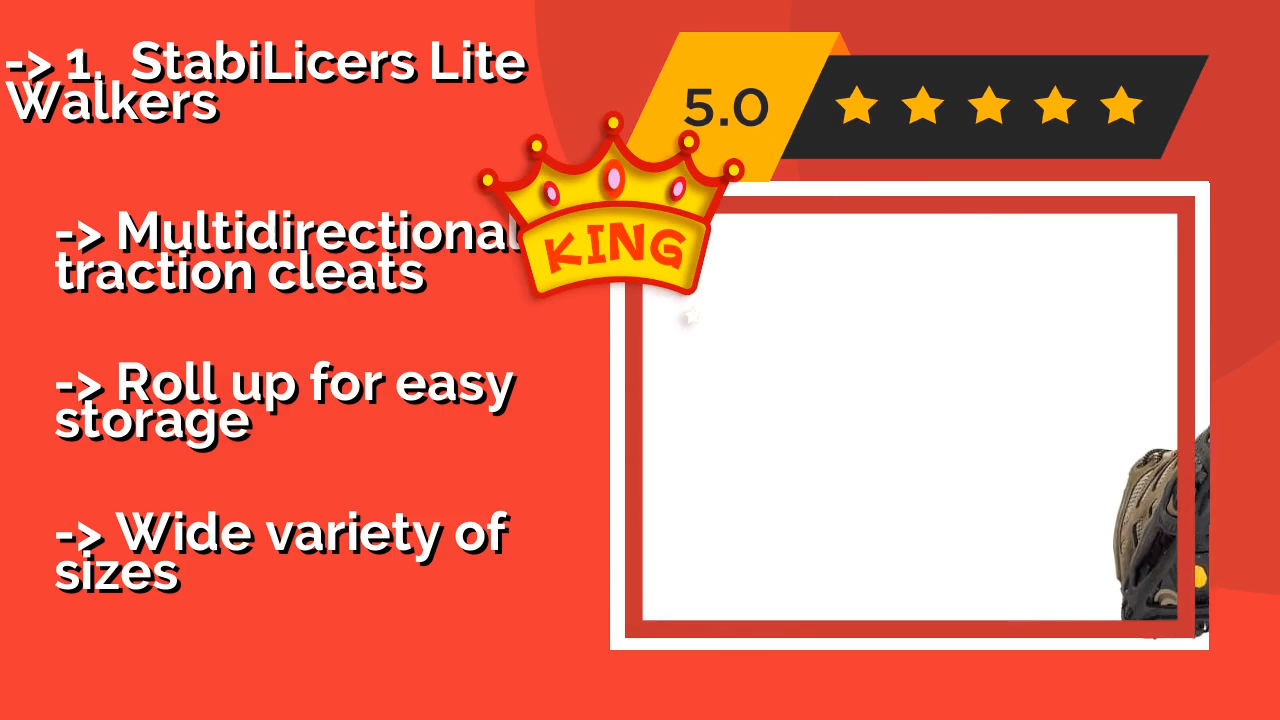 -> 1.  StabiLicers Lite
Walkers
5.0
KING
-> Multidirectional
traction cleats
-> Roll up for easy
storage
-> Wide variety of
sizes